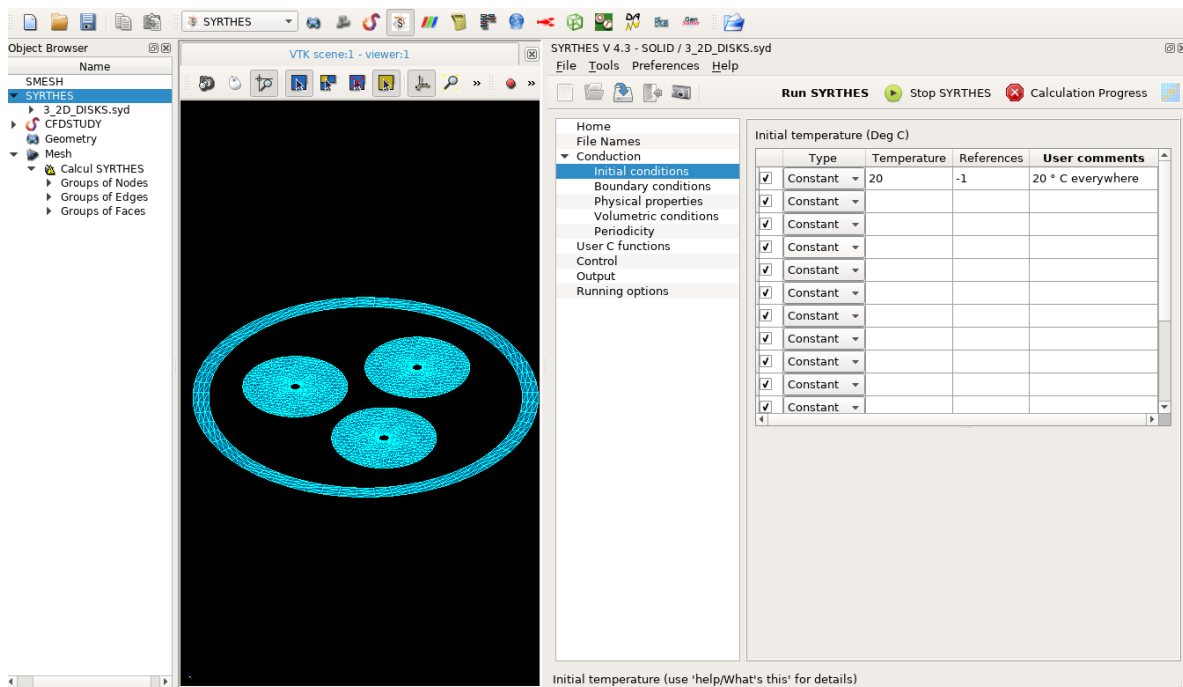 SYRTHES
Object Browser
Name
SMESH
SYRTHES
3_2D_DISKS.syd
CFDSTUDY
Geometry
Mesh
Calcul SYRTHES
Groups of Nodes
Groups of Edges
Groups of Faces
VTK scene:1 - viewer:1
SYRTHES V 4.3 - SOLID / 3_2D_DISKS.syd
File Tools Preferences Help
Run SYRTHES Stop SYRTHES Calculation Progress
Home
File Names
Conduction
Initial conditions
Boundary conditions
Physical properties
Volumetric conditions
Periodicity
User C functions
Control
Output
Running options
Initial temperature (Deg C)
Type Temperature References User comments
Constant 20 -1 20 ° C everywhere
Constant
Constant
Constant
Constant
Constant
Constant
Constant
Constant
Constant
Constant
Initial temperature (use 'help/What's this' for details)